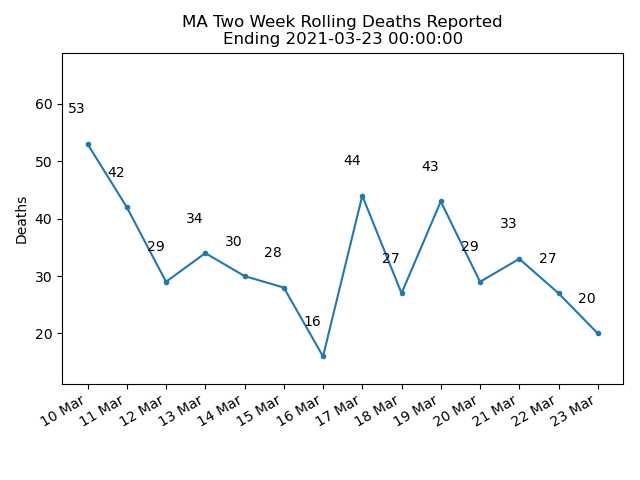 MA Two Week Rolling Deaths Reported
Ending 2021-03-23 00:00:00
Deaths
60
50
40
30
20
53
42
29
34
30
28
16
44
27
43
29
33
27
20
10 Mar
11 Mar
12 Mar
13 Mar
14 Mar
15 Mar
16 Mar
17 Mar
18 Mar
19 Mar
20 Mar
21 Mar
22 Mar
23 Mar